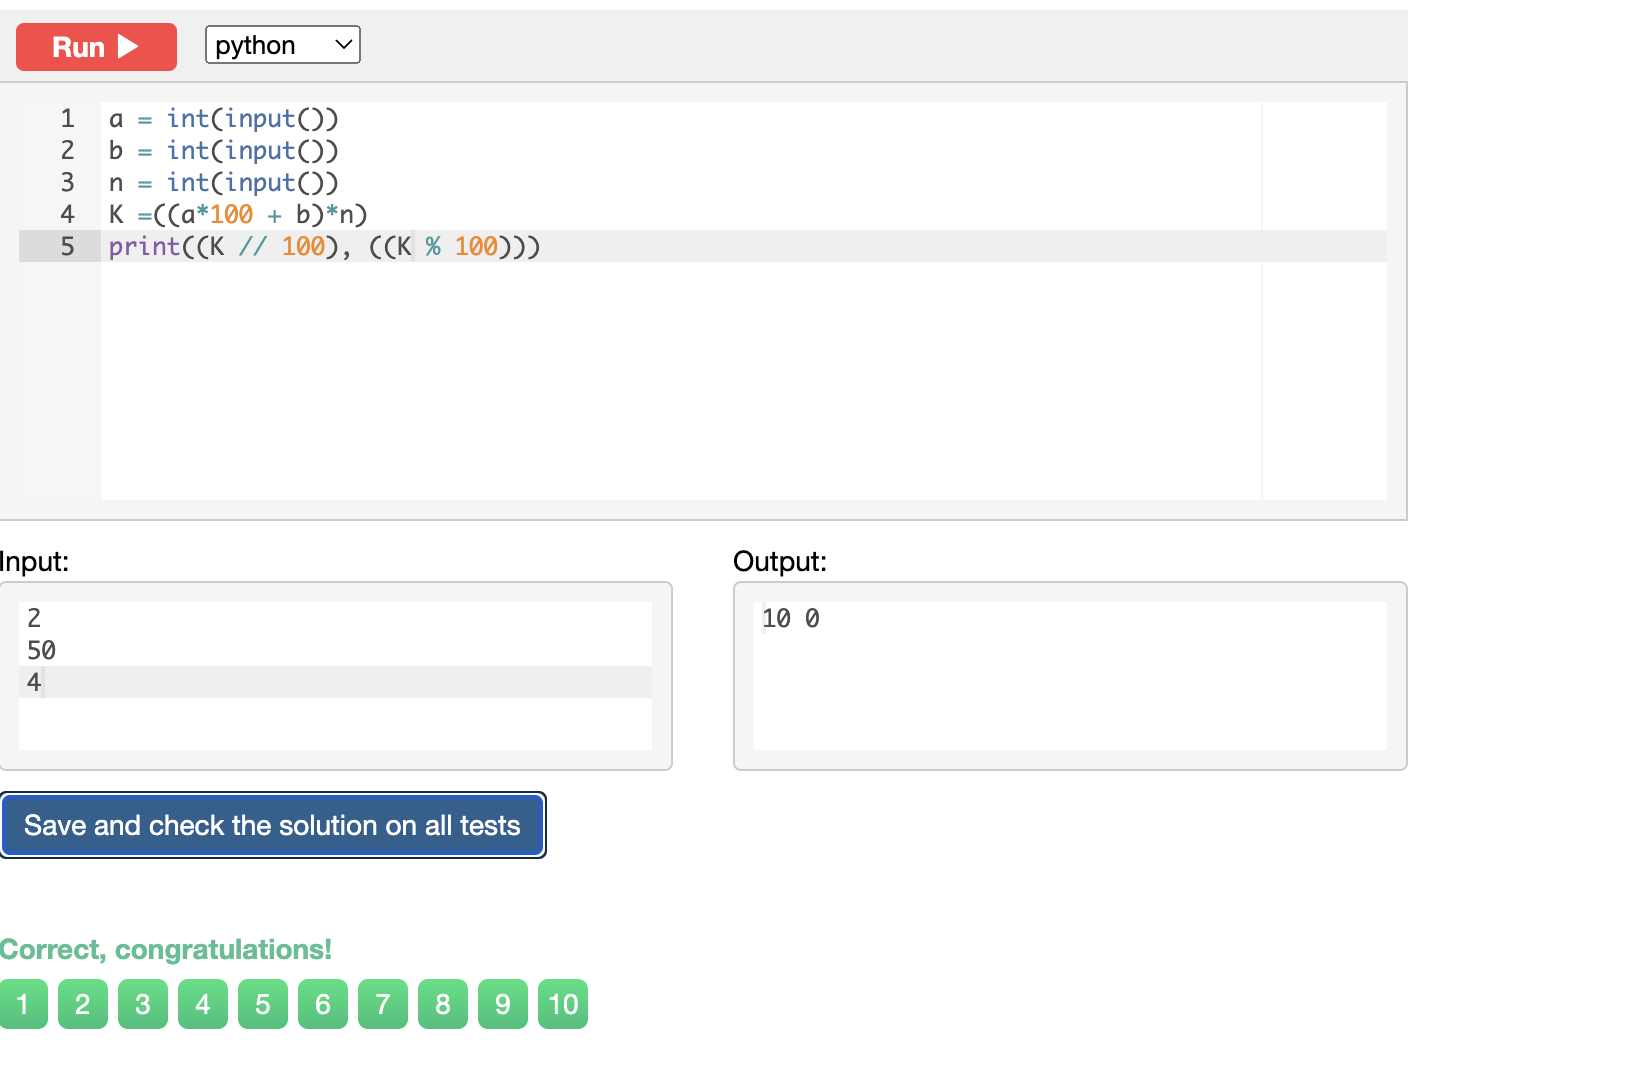 Run
python
1 a = int(input())
2 b = int(input())
3 n = int(input())
4 K =((a*100 + b)*n)
5 print((K // 100), ((K % 100)))
Input:
Output:
2
50
4
10 0
Save and check the solution on all tests
Correct, congratulations!
1 2 3 4 5 6 7 8 9 10